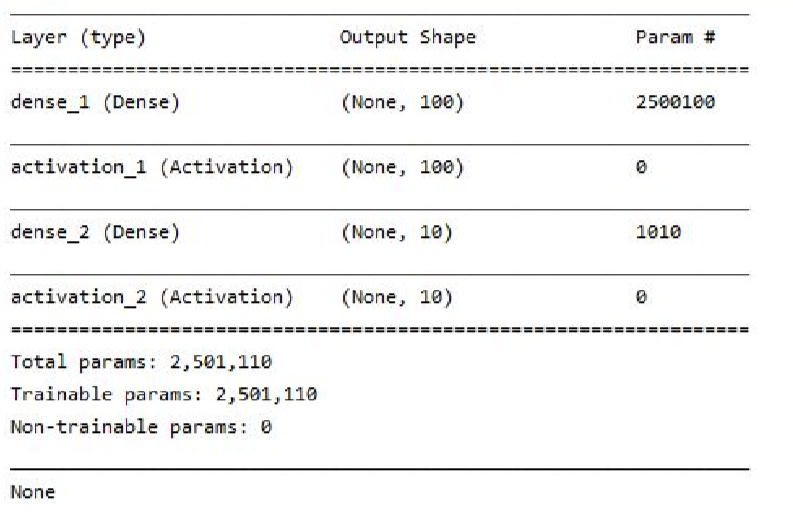 Layer (type) Output Shape Param #
=================================================================
dense_1 (Dense) (None, 100) 2500100
activation_1 (Activation) (None, 100) 0
dense_2 (Dense) (None, 10) 1010
activation_2 (Activation) (None, 10) 0
=================================================================
Total params: 2,501,110
Trainable params: 2,501,110
Non-trainable params: 0
None